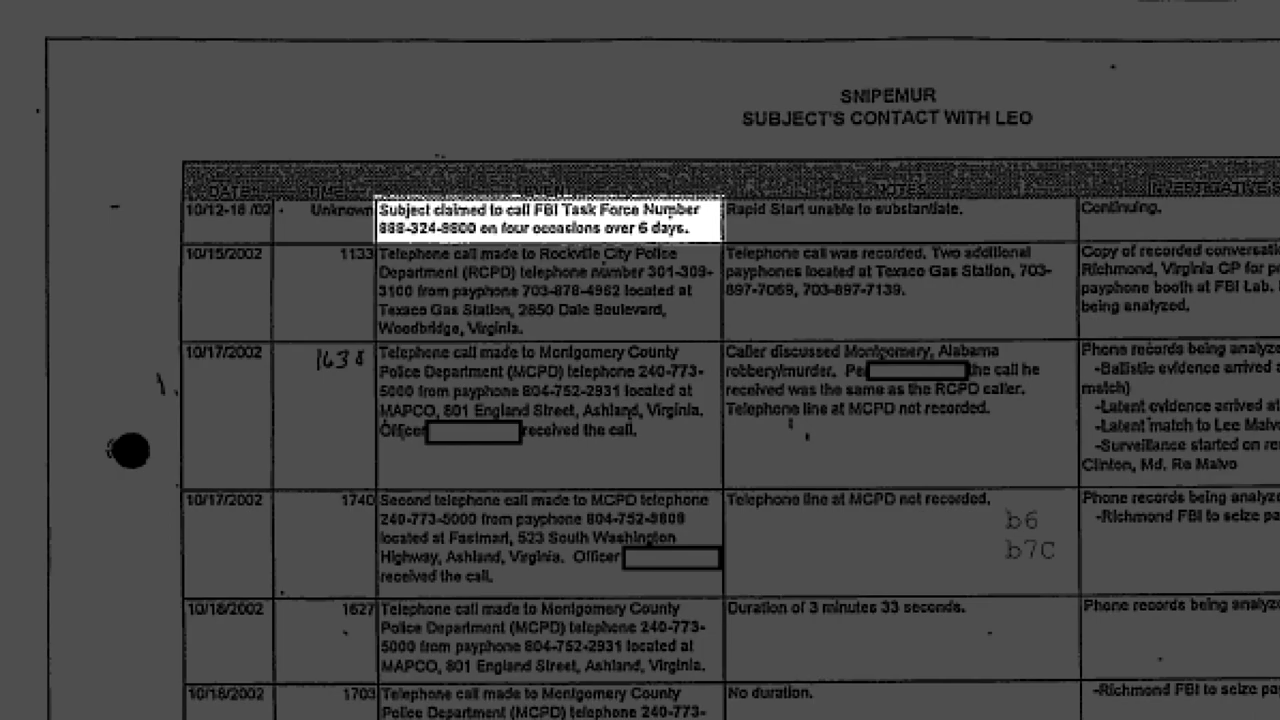 SNIPEMUR
SUBJECT'S CONTACT WITH LEO
DATE TIME EVENT NOTES INVESTIGATIVE
10/12-18 /02 Unknown Subject claimed to call FBI Task Force Number Rapid Start unable to substantiate. Continuing.
888-324-9800 on four occasions over 6 days.
10/15/2002 1133 Telephone call made to Rockville City Police Telephone call was recorded. Two additional Copy of recorded conversati
Department (RCPD) telephone number 301-309- payphones located at Texaco Gas Station, 703- Richmond, Virginia CP for p
3100 from payphone 703-878-4962 located at 897-7069, 703-897-7139. payphone booth at FBI Lab.
Texaco Gas Station, 2850 Dale Boulevard, being analyzed.
Woodbridge, Virginia.
10/17/2002 1638 Telephone call made to Montgomery County Caller discussed Montgomery, Alabama Phone records being analyze
Police Department (MCPD) telephone 240-773- robbery/murder. Per the call he -Ballistic evidence arrived a
5000 from payphone 804-752-2931 located at received was the same as the RCPD caller. match)
MAPCO, 801 England Street, Ashland, Virginia. Telephone line at MCPD not recorded. -Latent evidence arrived at
Officer received the call. -Latent match to Lee Malvo
-Surveillance started on re
Clinton, Md. Re Malvo
10/17/2002 1740 Second telephone call made to MCPD telephone Telephone line at MCPD not recorded. Phone records being analyze
240-773-5000 from payphone 804-752-9808 b6 -Richmond FBI to seize pa
located at Fasimari, 523 South Washington b7C
Highway, Ashland, Virginia. Officer
received the call.
10/18/2002 1627 Telephone call made to Montgomery County Duration of 3 minutes 33 seconds. Phone records being analyz
Police Department (MCPD) telephone 240-773-
5000 from payphone 804-752-2931 located at
MAPCO, 801 England Street, Ashland, Virginia.
10/18/2002 1703 Telephone call made to Montgomery County No duration. -Richmond FBI to seize pa
Police Department (MCPD) telephone 240-773-